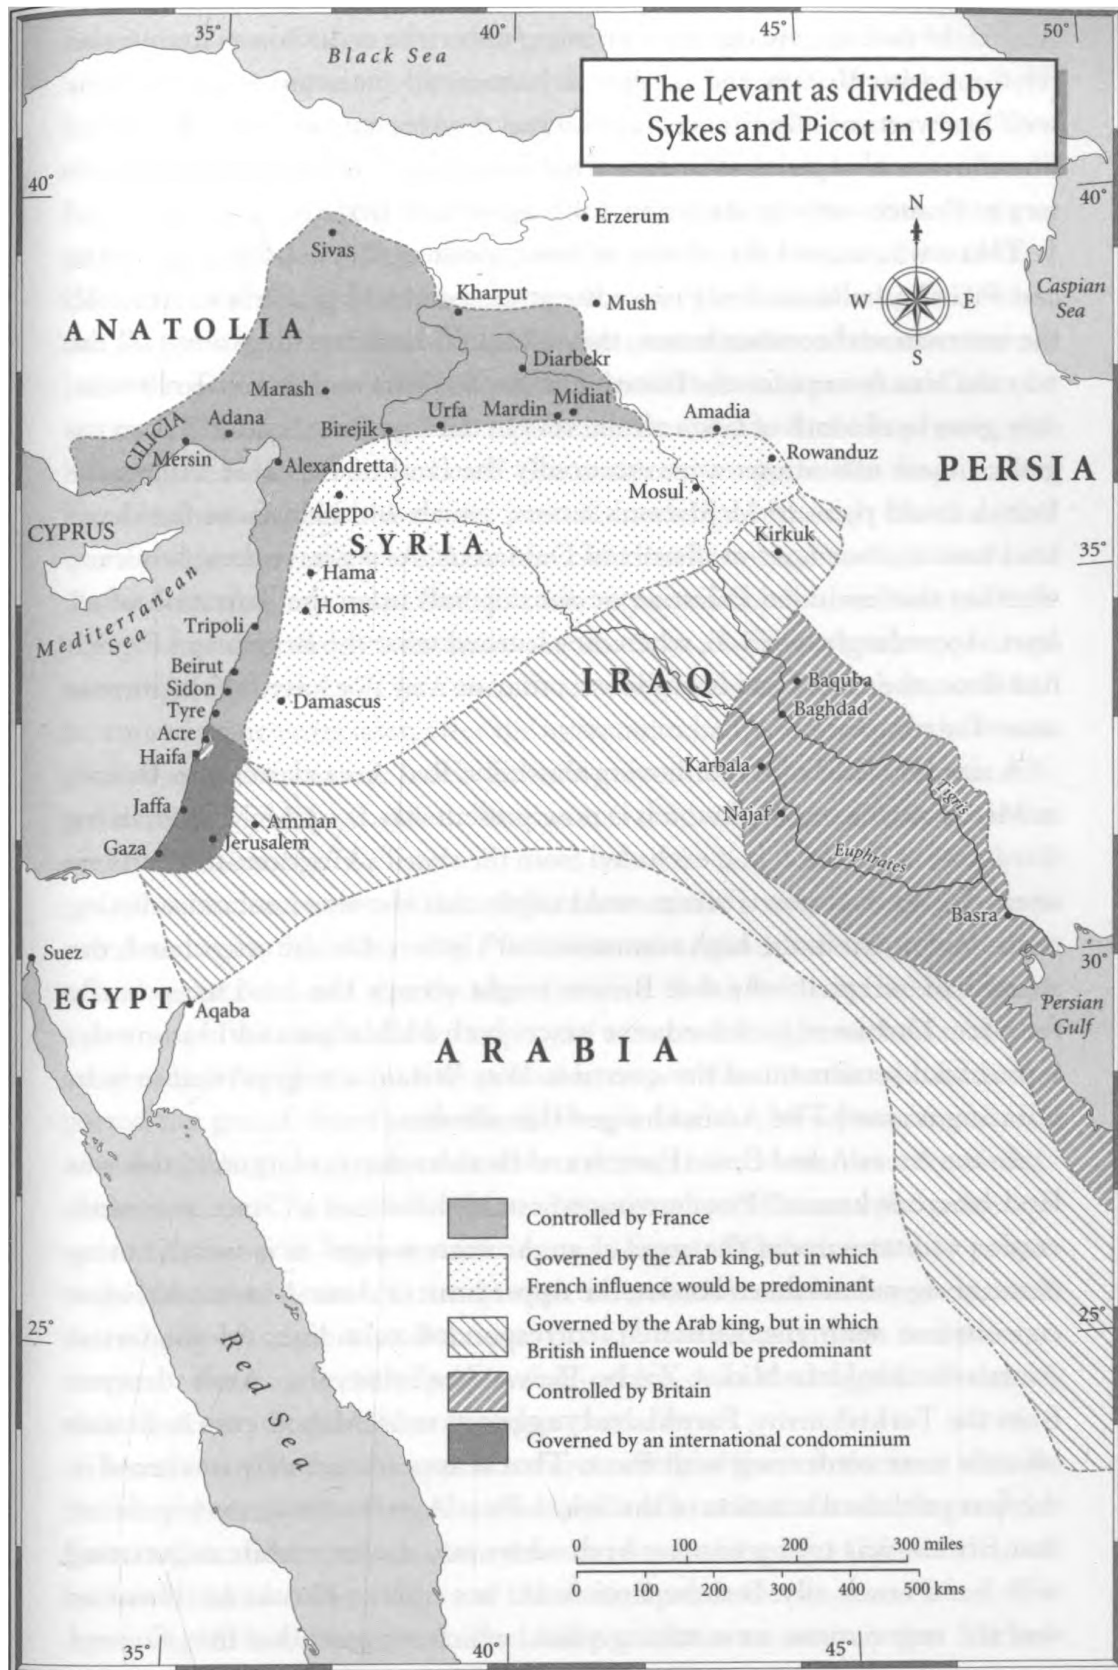 35°
40°
45°
50°
Black Sea
The Levant as divided by
Sykes and Picot in 1916
40°
40°
Erzerum
N
W
E
S
Sivas
Caspian
Sea
Kharput
Mush
ANATOLIA
Diarbekr
Marash
Midiat
Mardin
Urfa
Adana
CILICIA
Mersin
Birejik
Amadia
Rowanduz
PERSIA
Alexandretta
Aleppo
Mosul
CYPRUS
SYRIA
Kirkuk
35°
Mediterranean
Sea
Hama
Homs
Tripoli
IRAQ
Beirut
Sidon
Tyre
Damascus
Baquba
Baghdad
Acre
Haifa
Karbala
Tigris
Jaffa
Amman
Najaf
Gaza
Jerusalem
Euphrates
Basra
Suez
30°
EGYPT
Aqaba
Persian
Gulf
ARABIA
Controlled by France
Governed by the Arab king, but in which
French influence would be predominant
Governed by the Arab king, but in which
British influence would be predominant
Controlled by Britain
Governed by an international condominium
25°
25°
Red Sea
0 100 200 300 miles
0 100 200 300 400 500 kms
35°
40°
45°